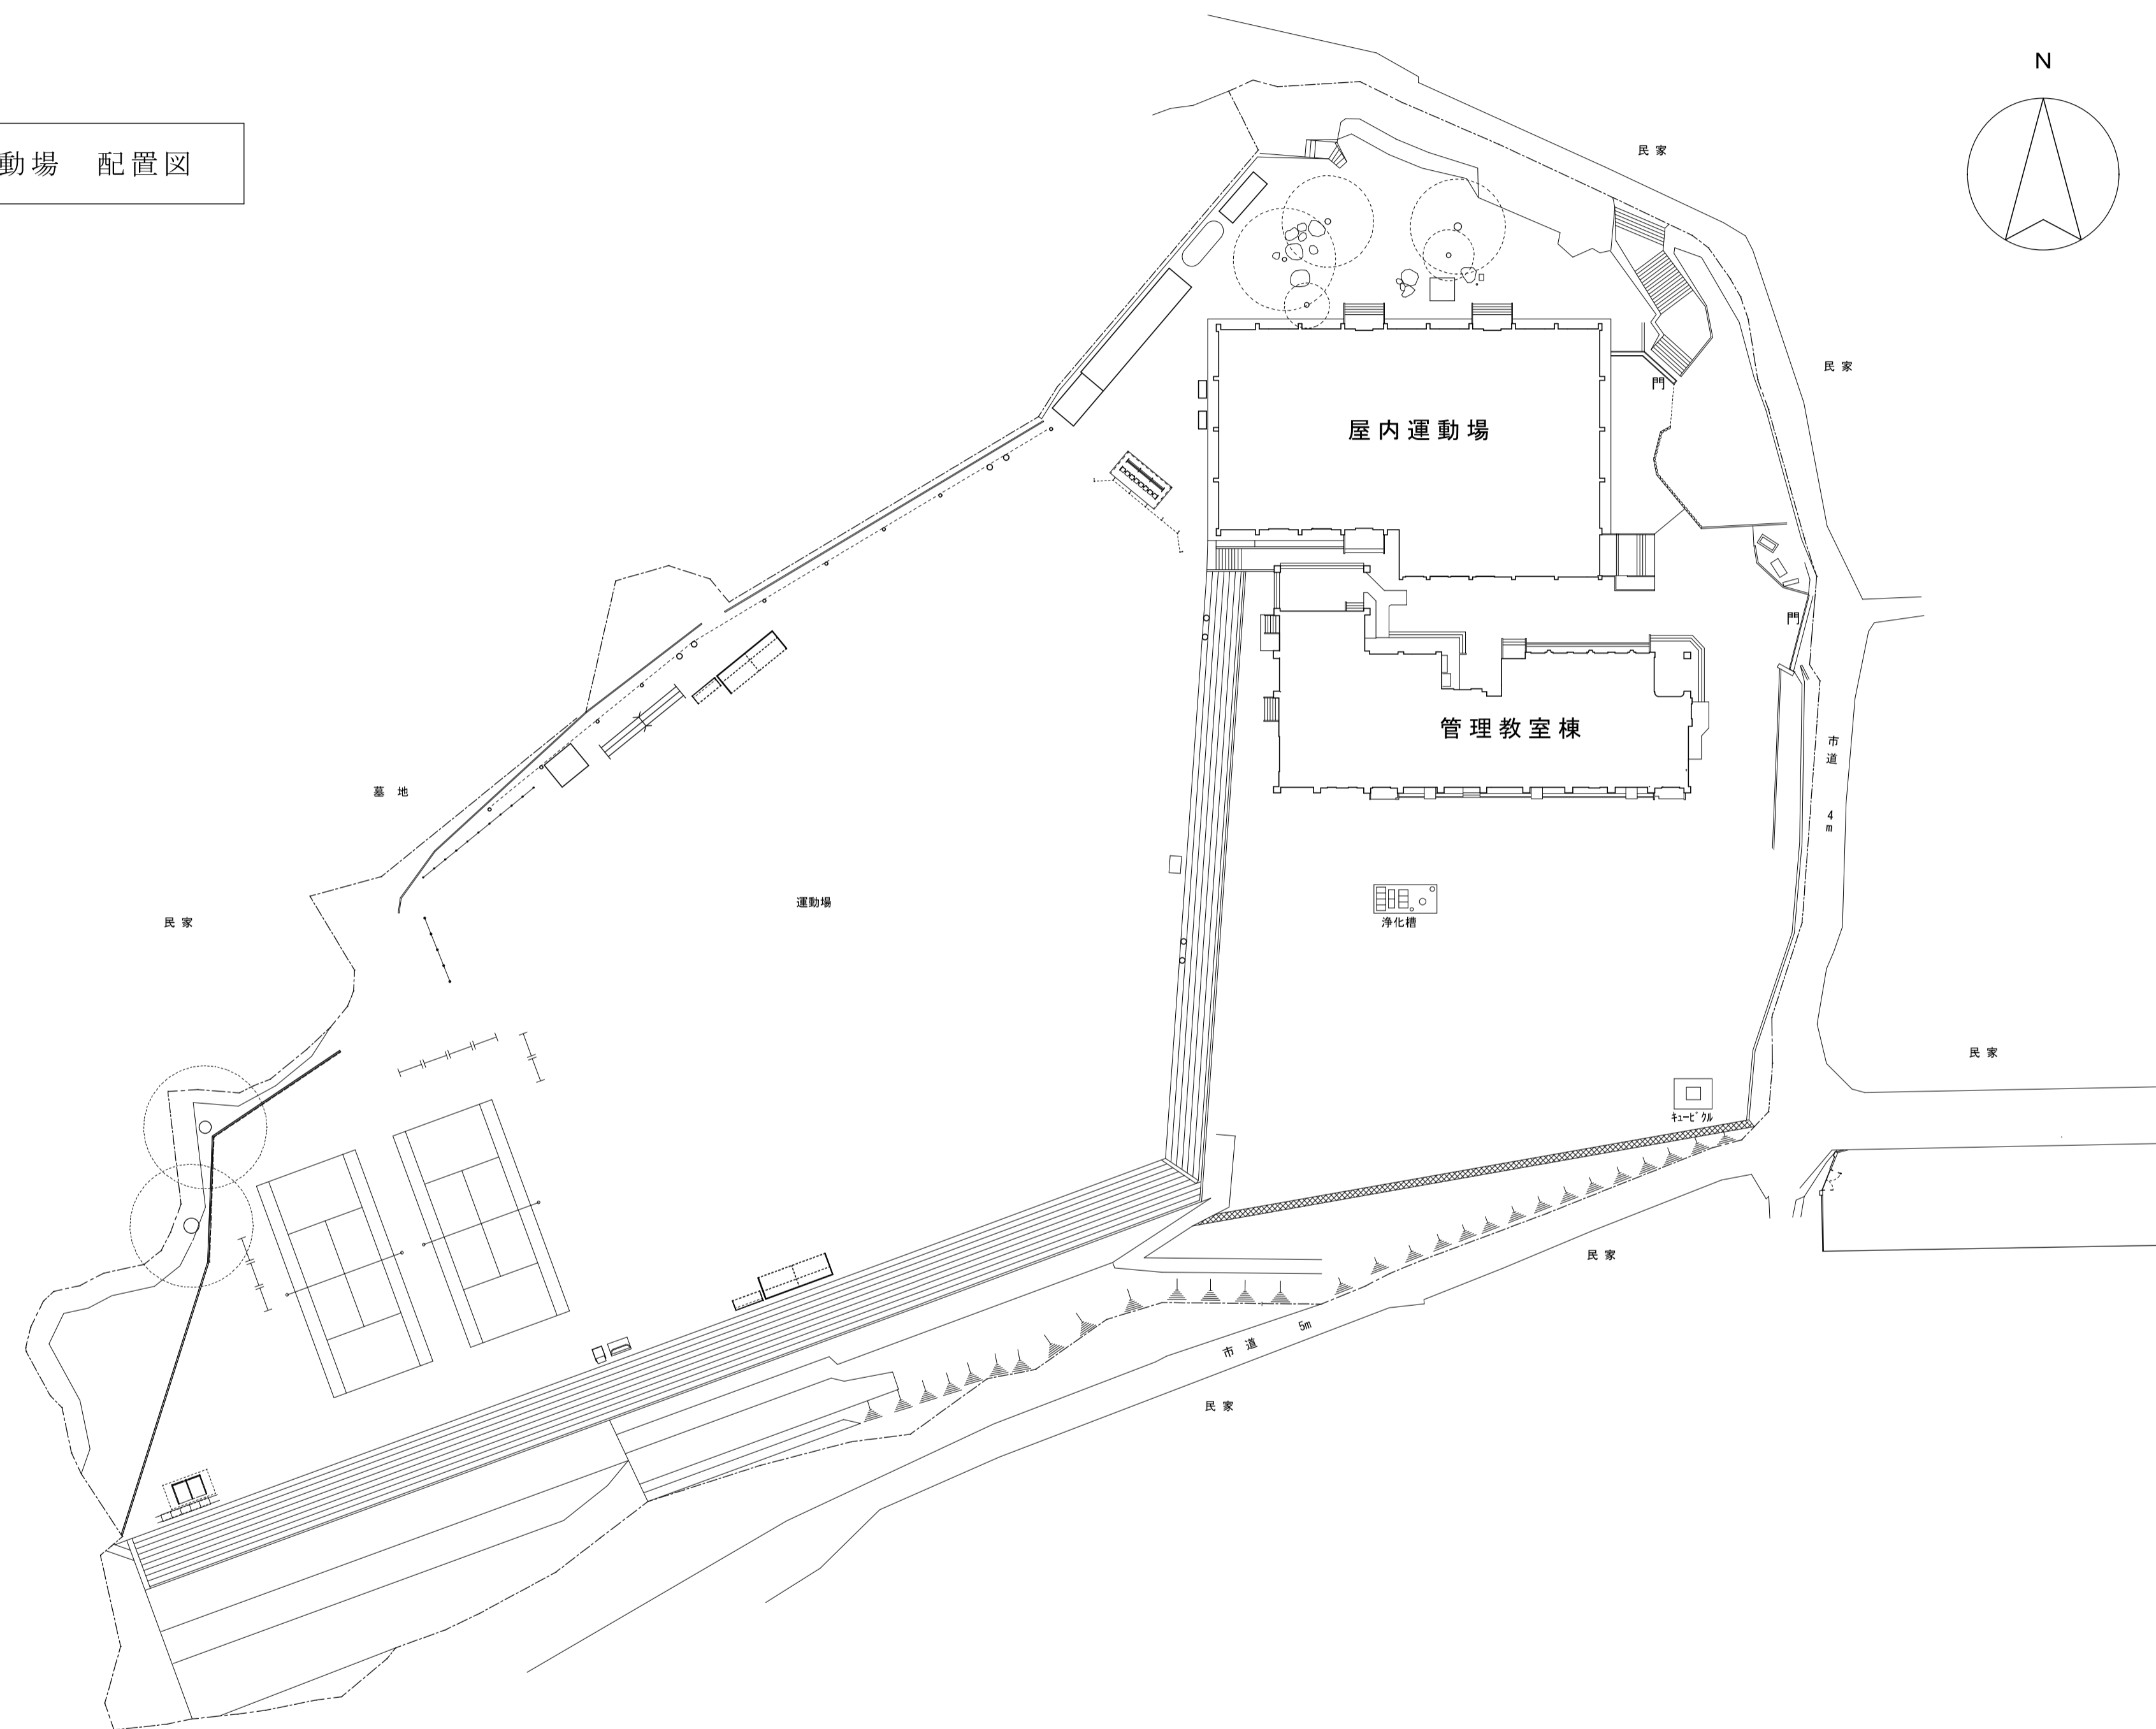 N
動場　配置図
民家
民家
門
屋内運動場
門
管理教室棟
市道 4m
墓地
運動場
民家
浄化槽
民家
キュービクル
民家
市道 5m
民家